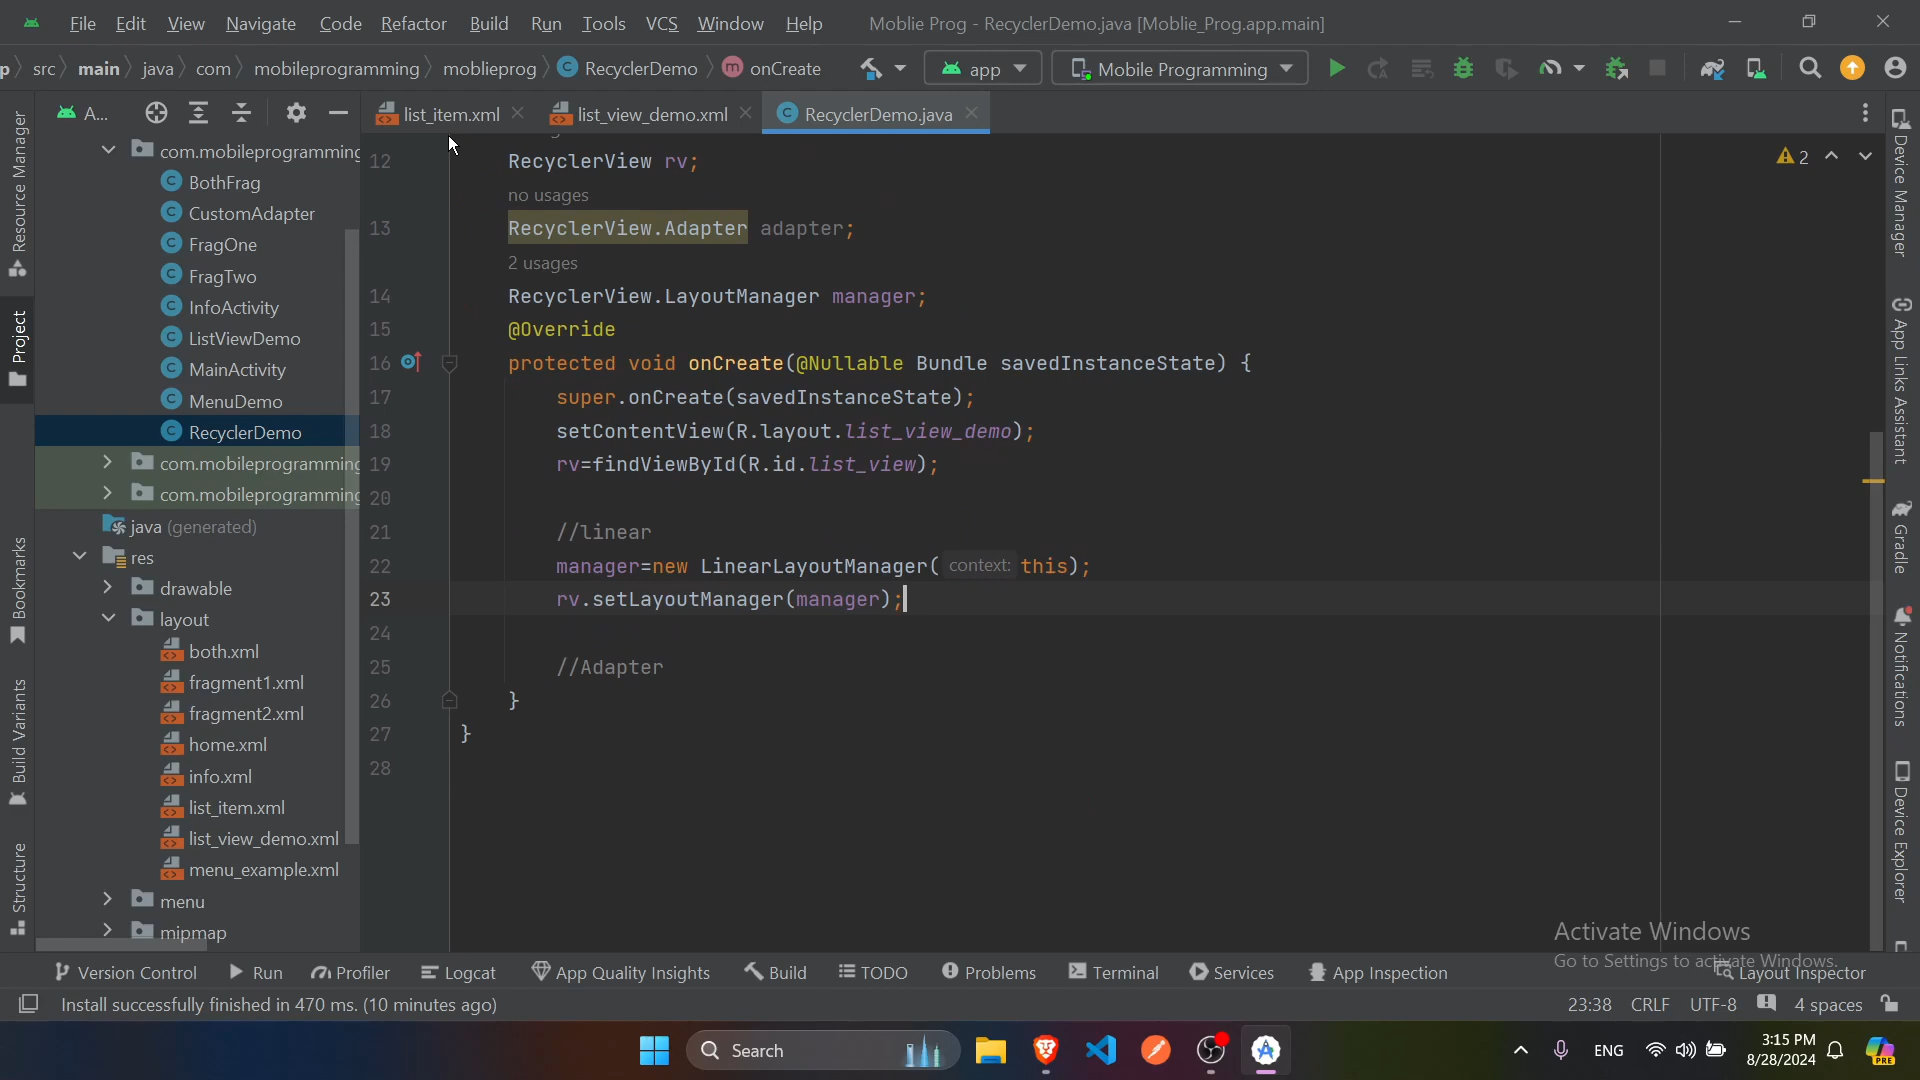 File Edit View Navigate Code Refactor Build Run Tools VCS Window Help Moblie Prog - RecyclerDemo.java [Moblie_Prog.app.main]
p src main java com mobileprogramming moblieprog RecyclerDemo onCreate app Mobile Programming
A... list_item.xml list_view_demo.xml RecyclerDemo.java
Resource Manager
Project
Bookmarks
Build Variants
Structure
com.mobileprogramming
BothFrag
CustomAdapter
FragOne
FragTwo
InfoActivity
ListViewDemo
MainActivity
MenuDemo
RecyclerDemo
com.mobileprogramming
com.mobileprogramming
java (generated)
res
drawable
layout
both.xml
fragment1.xml
fragment2.xml
home.xml
info.xml
list_item.xml
list_view_demo.xml
menu_example.xml
menu
mipmap
2
12 RecyclerView rv;
no usages
13 RecyclerView.Adapter adapter;
2 usages
14 RecyclerView.LayoutManager manager;
15 @Override
16 protected void onCreate(@Nullable Bundle savedInstanceState) {
17 super.onCreate(savedInstanceState);
18 setContentView(R.layout.list_view_demo);
19 rv=findViewById(R.id.list_view);
20
21 //linear
22 manager=new LinearLayoutManager( context: this);
23 rv.setLayoutManager(manager);
24
25 //Adapter
26 }
27 }
28
Device Manager
App Links Assistant
Gradle
Notifications
Device Explorer
Activate Windows
Go to Settings to activate Windows.
Version Control Run Profiler Logcat App Quality Insights Build TODO Problems Terminal Services App Inspection Layout Inspector
Install successfully finished in 470 ms. (10 minutes ago) 23:38 CRLF UTF-8 4 spaces
Search ENG 3:15 PM
8/28/2024
PRE